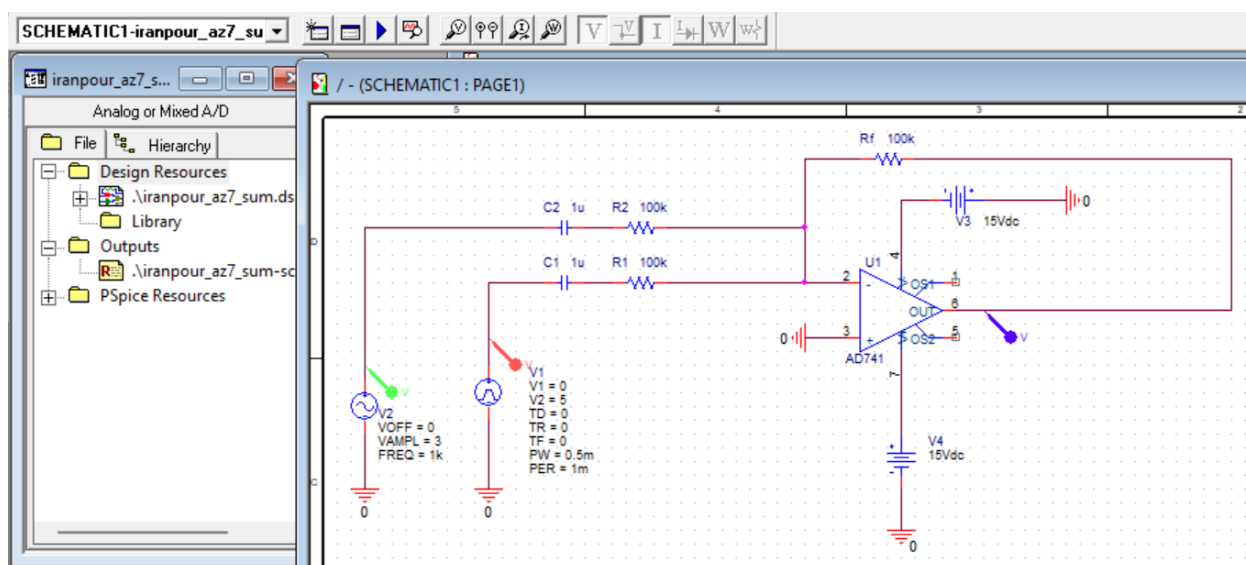 SCHEMATIC1-iranpour_az7_su
iranpour_az7_s...
Analog or Mixed A/D
File
Hierarchy
Design Resources
.\iranpour_az7_sum.ds
Library
Outputs
.\iranpour_az7_sum-sc
PSpice Resources
/ - (SCHEMATIC1 : PAGE1)
5
4
3
2
D
C
Rf 100k
V3 15Vdc
0
C2 1u
R2 100k
C1 1u
R1 100k
U1
4
2
-
OS1
1
OUT
6
3
+
OS2
5
0
AD741
7
V
V
V
V2
VOFF = 0
VAMPL = 3
FREQ = 1k
V1
V1 = 0
V2 = 5
TD = 0
TR = 0
TF = 0
PW = 0.5m
PER = 1m
V4
15Vdc
0
0
0